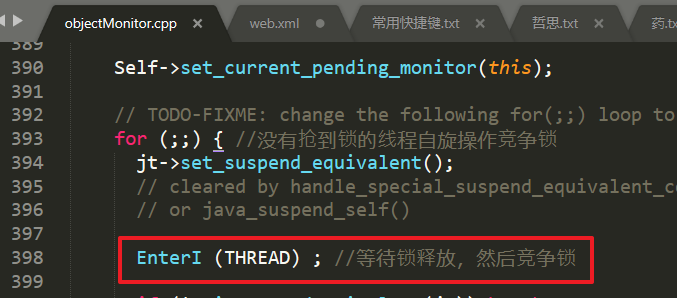 objectMonitor.cpp web.xml 常用快捷键.txt 哲思.txt 药.tx
389
390 Self->set_current_pending_monitor(this);
391
392 // TODO-FIXME: change the following for(;;) loop to
393 for (;;) { //没有抢到锁的线程自旋操作竞争锁
394 jt->set_suspend_equivalent();
395 // cleared by handle_special_suspend_equivalent_co
396 // or java_suspend_self()
397
398 EnterI (THREAD) ; //等待锁释放，然后竞争锁
399